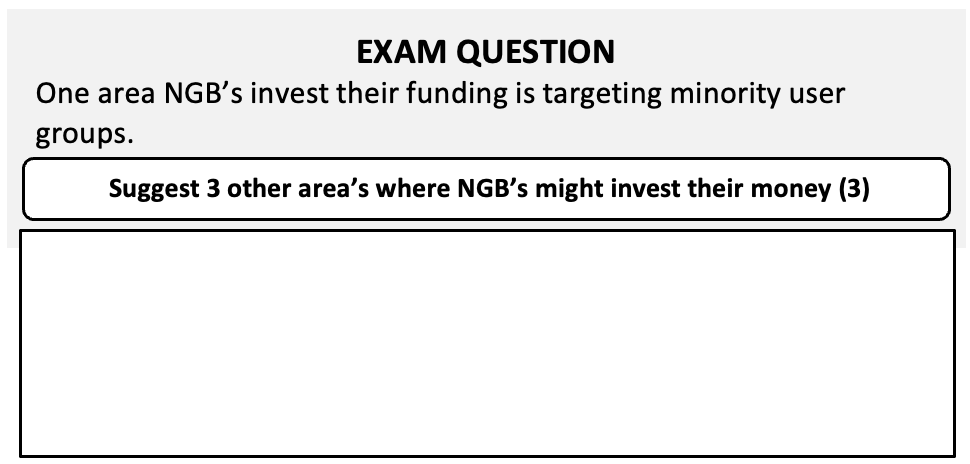 EXAM QUESTION
One area NGB’s invest their funding is targeting minority user
groups.
Suggest 3 other area’s where NGB’s might invest their money (3)